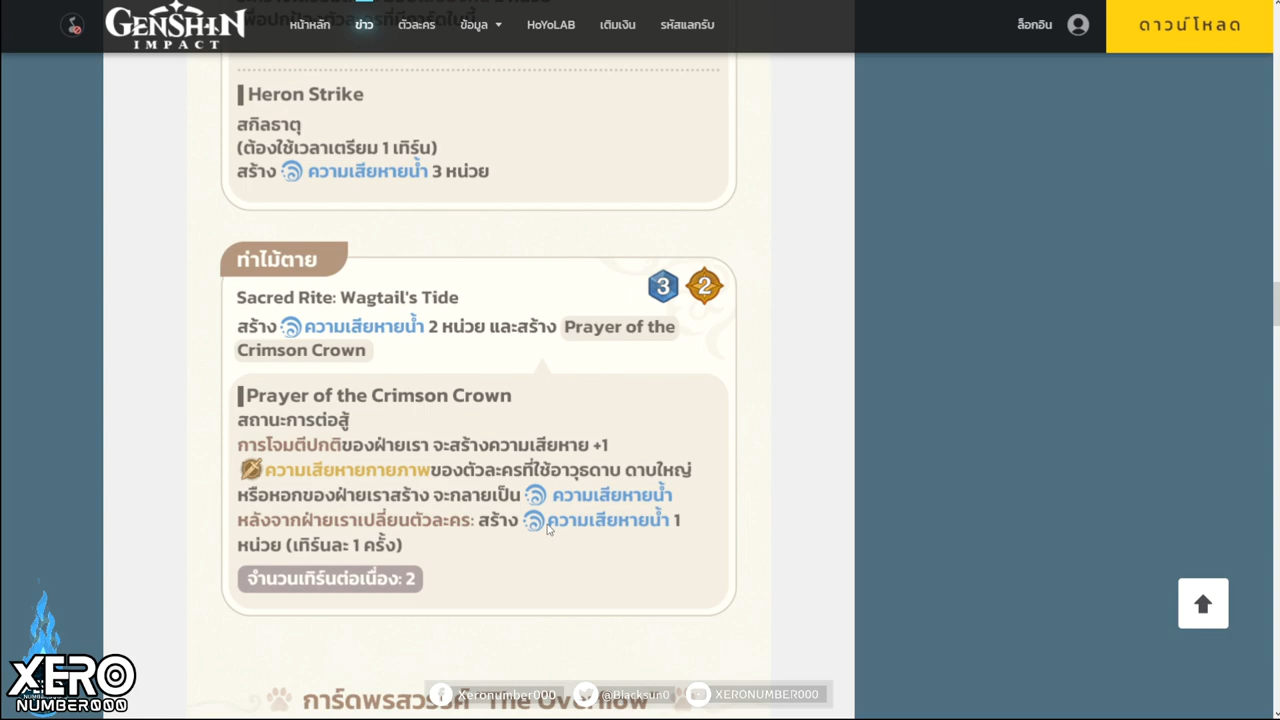 GENSHIN
IMPACT
หน้าหลัก
ข่าว
ตัวละคร
ข้อมูล
HoYoLAB
เติมเงิน
รหัสแลกรับ
ล็อกอิน
ดาวน์โหลด
Heron Strike
สกิลธาตุ
(ต้องใช้เวลาเตรียม 1 เทิร์น)
สร้าง ความเสียหายน้ำ 3 หน่วย
ท่าไม้ตาย
3 2
Sacred Rite: Wagtail's Tide
สร้าง ความเสียหายน้ำ 2 หน่วย และสร้าง Prayer of the
Crimson Crown
Prayer of the Crimson Crown
สถานะการต่อสู้
การโจมตีปกติของฝ่ายเรา จะสร้างความเสียหาย +1
ความเสียหายกายภาพของตัวละครที่ใช้อาวุธดาบ ดาบใหญ่
หรือหอกของฝ่ายเราสร้าง จะกลายเป็น ความเสียหายน้ำ
หลังจากฝ่ายเราเปลี่ยนตัวละคร: สร้าง ความเสียหายน้ำ 1
หน่วย (เทิร์นละ 1 ครั้ง)
จำนวนเทิร์นต่อเนื่อง: 2
การ์ดพรสวรรค์ "The Overflow
XERO
NUMBER000
Xeronumber000
@Blacksun0
XERONUMBER000